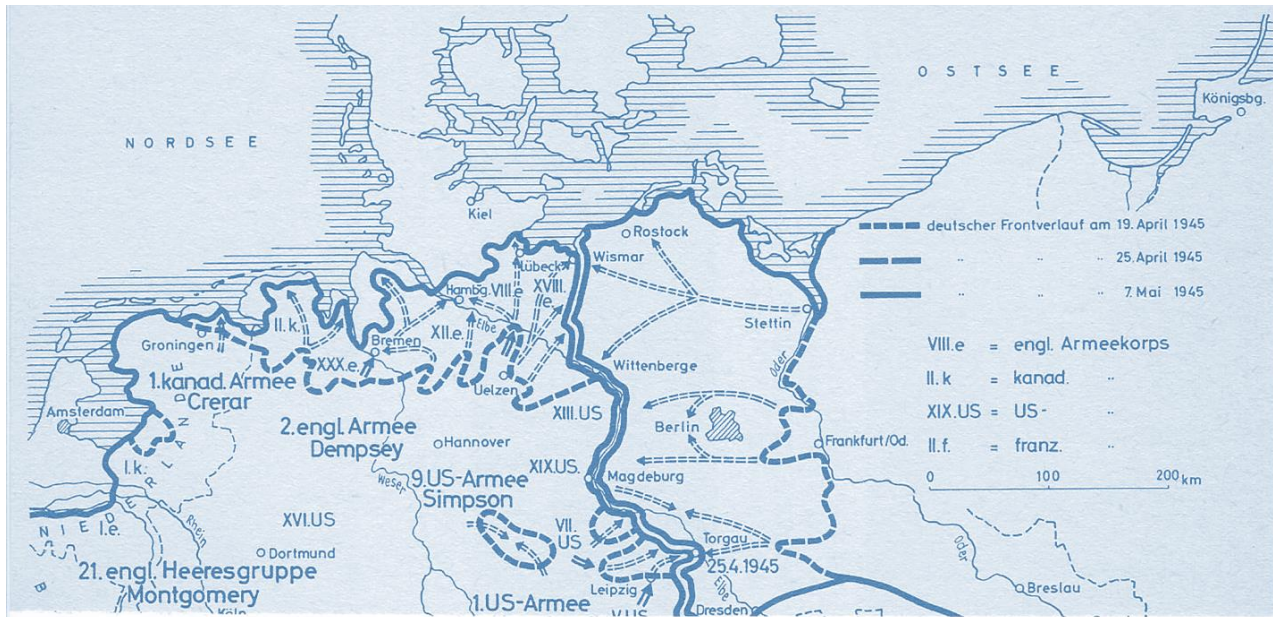 OSTSEE
Königsbg.
NORDSEE
Kiel
Rostock
deutscher Frontverlauf am 19. April 1945
" " " 25. April 1945
" " " 7. Mai 1945
Lübeck
Wismar
Hambg.
VIII.e
XVIII.
e.
Elbe
II.k.
XII.e.
Stettin
Groningen
Bremen
XXX.e.
Oder
Wittenberge
VIII.e = engl. Armeekorps
II.k = kanad. "
XIX.US = US- "
II.f. = franz. "
1.kanad. Armee
Crerar
Uelzen
XIII.US
Amsterdam
2.engl. Armee
Dempsey
Hannover
Berlin
Frankfurt/Od.
I.k.
0 100 200 km
9.US-Armee
Simpson
XIX.US.
Magdeburg
Weser
NIEDERLANDE
I.e.
Rhein
XVI.US
VII.
US
Torgau
25.4.1945
Oder
Dortmund
21. engl. Heeresgruppe
Montgomery
Köln
B
1.US-Armee
Leipzig
V.US
Elbe
Dresden
Breslau